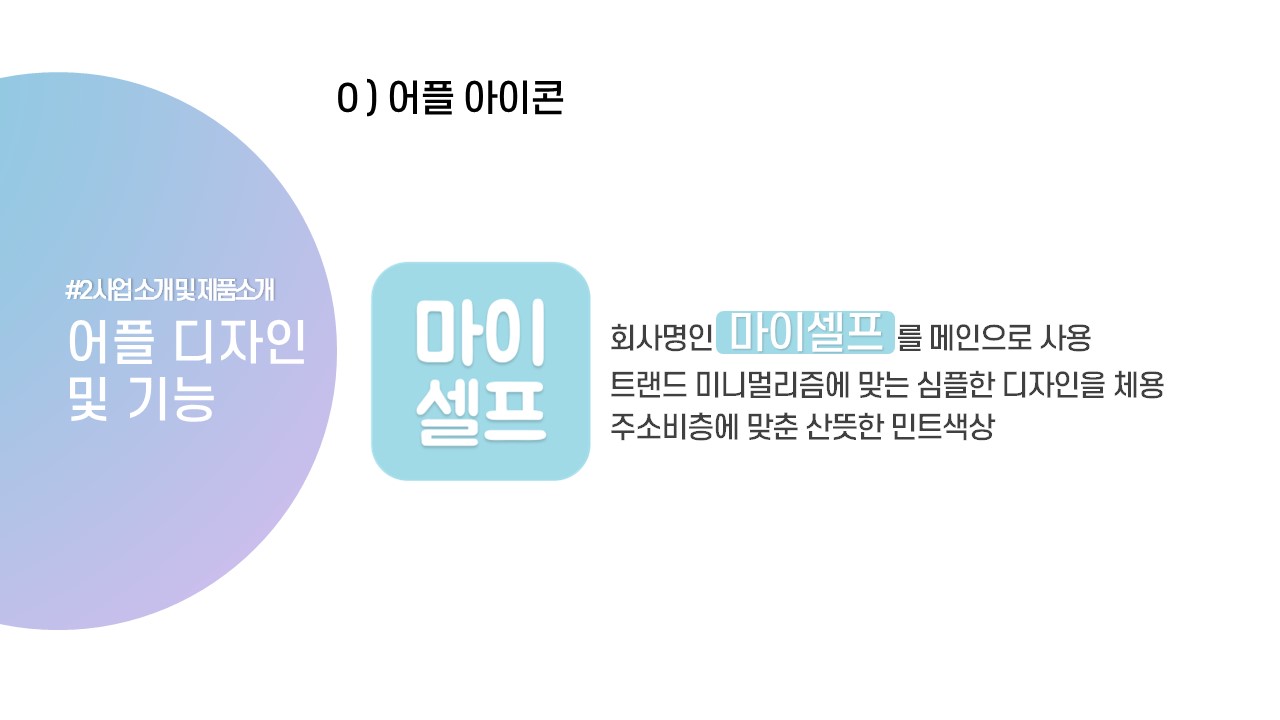 0 ) 어플 아이콘
#2 사업 소개 및 제품소개
어플 디자인
및 기능
마이
셀프
회사명인 마이셀프 를 메인으로 사용
트랜드 미니멀리즘에 맞는 심플한 디자인을 체용
주소비층에 맞춘 산뜻한 민트색상